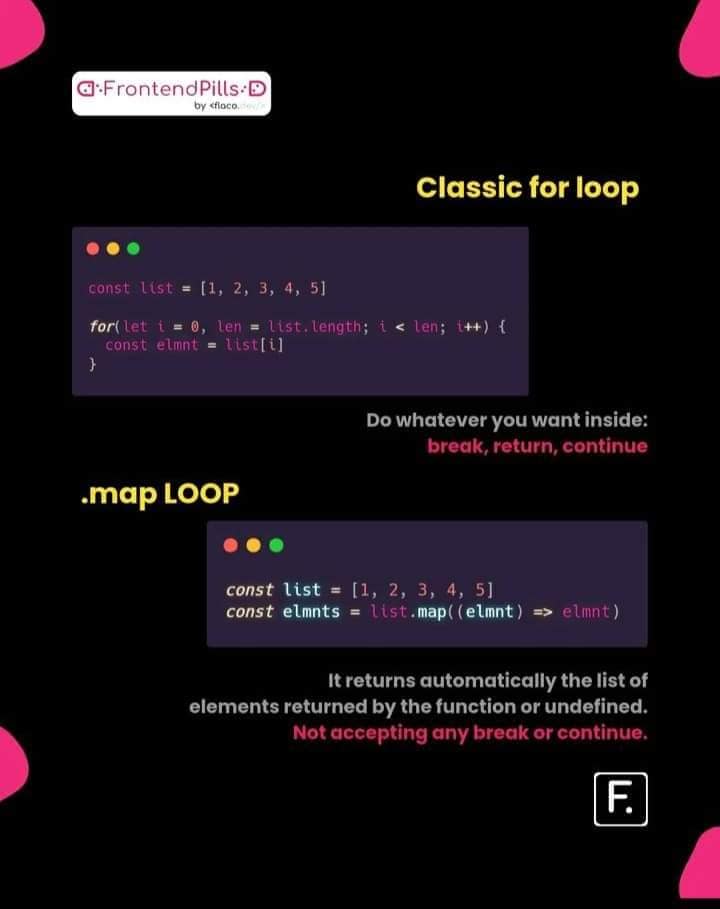 FrontendPills
by <flaco.dev/>
Classic for loop
const list = [1, 2, 3, 4, 5]
for(let i = 0, len = list.length; i < len; i++) {
  const elmnt = list[i]
}
Do whatever you want inside:
break, return, continue
.map LOOP
const list = [1, 2, 3, 4, 5]
const elmnts = list.map((elmnt) => elmnt)
It returns automatically the list of
elements returned by the function or undefined.
Not accepting any break or continue.
F.